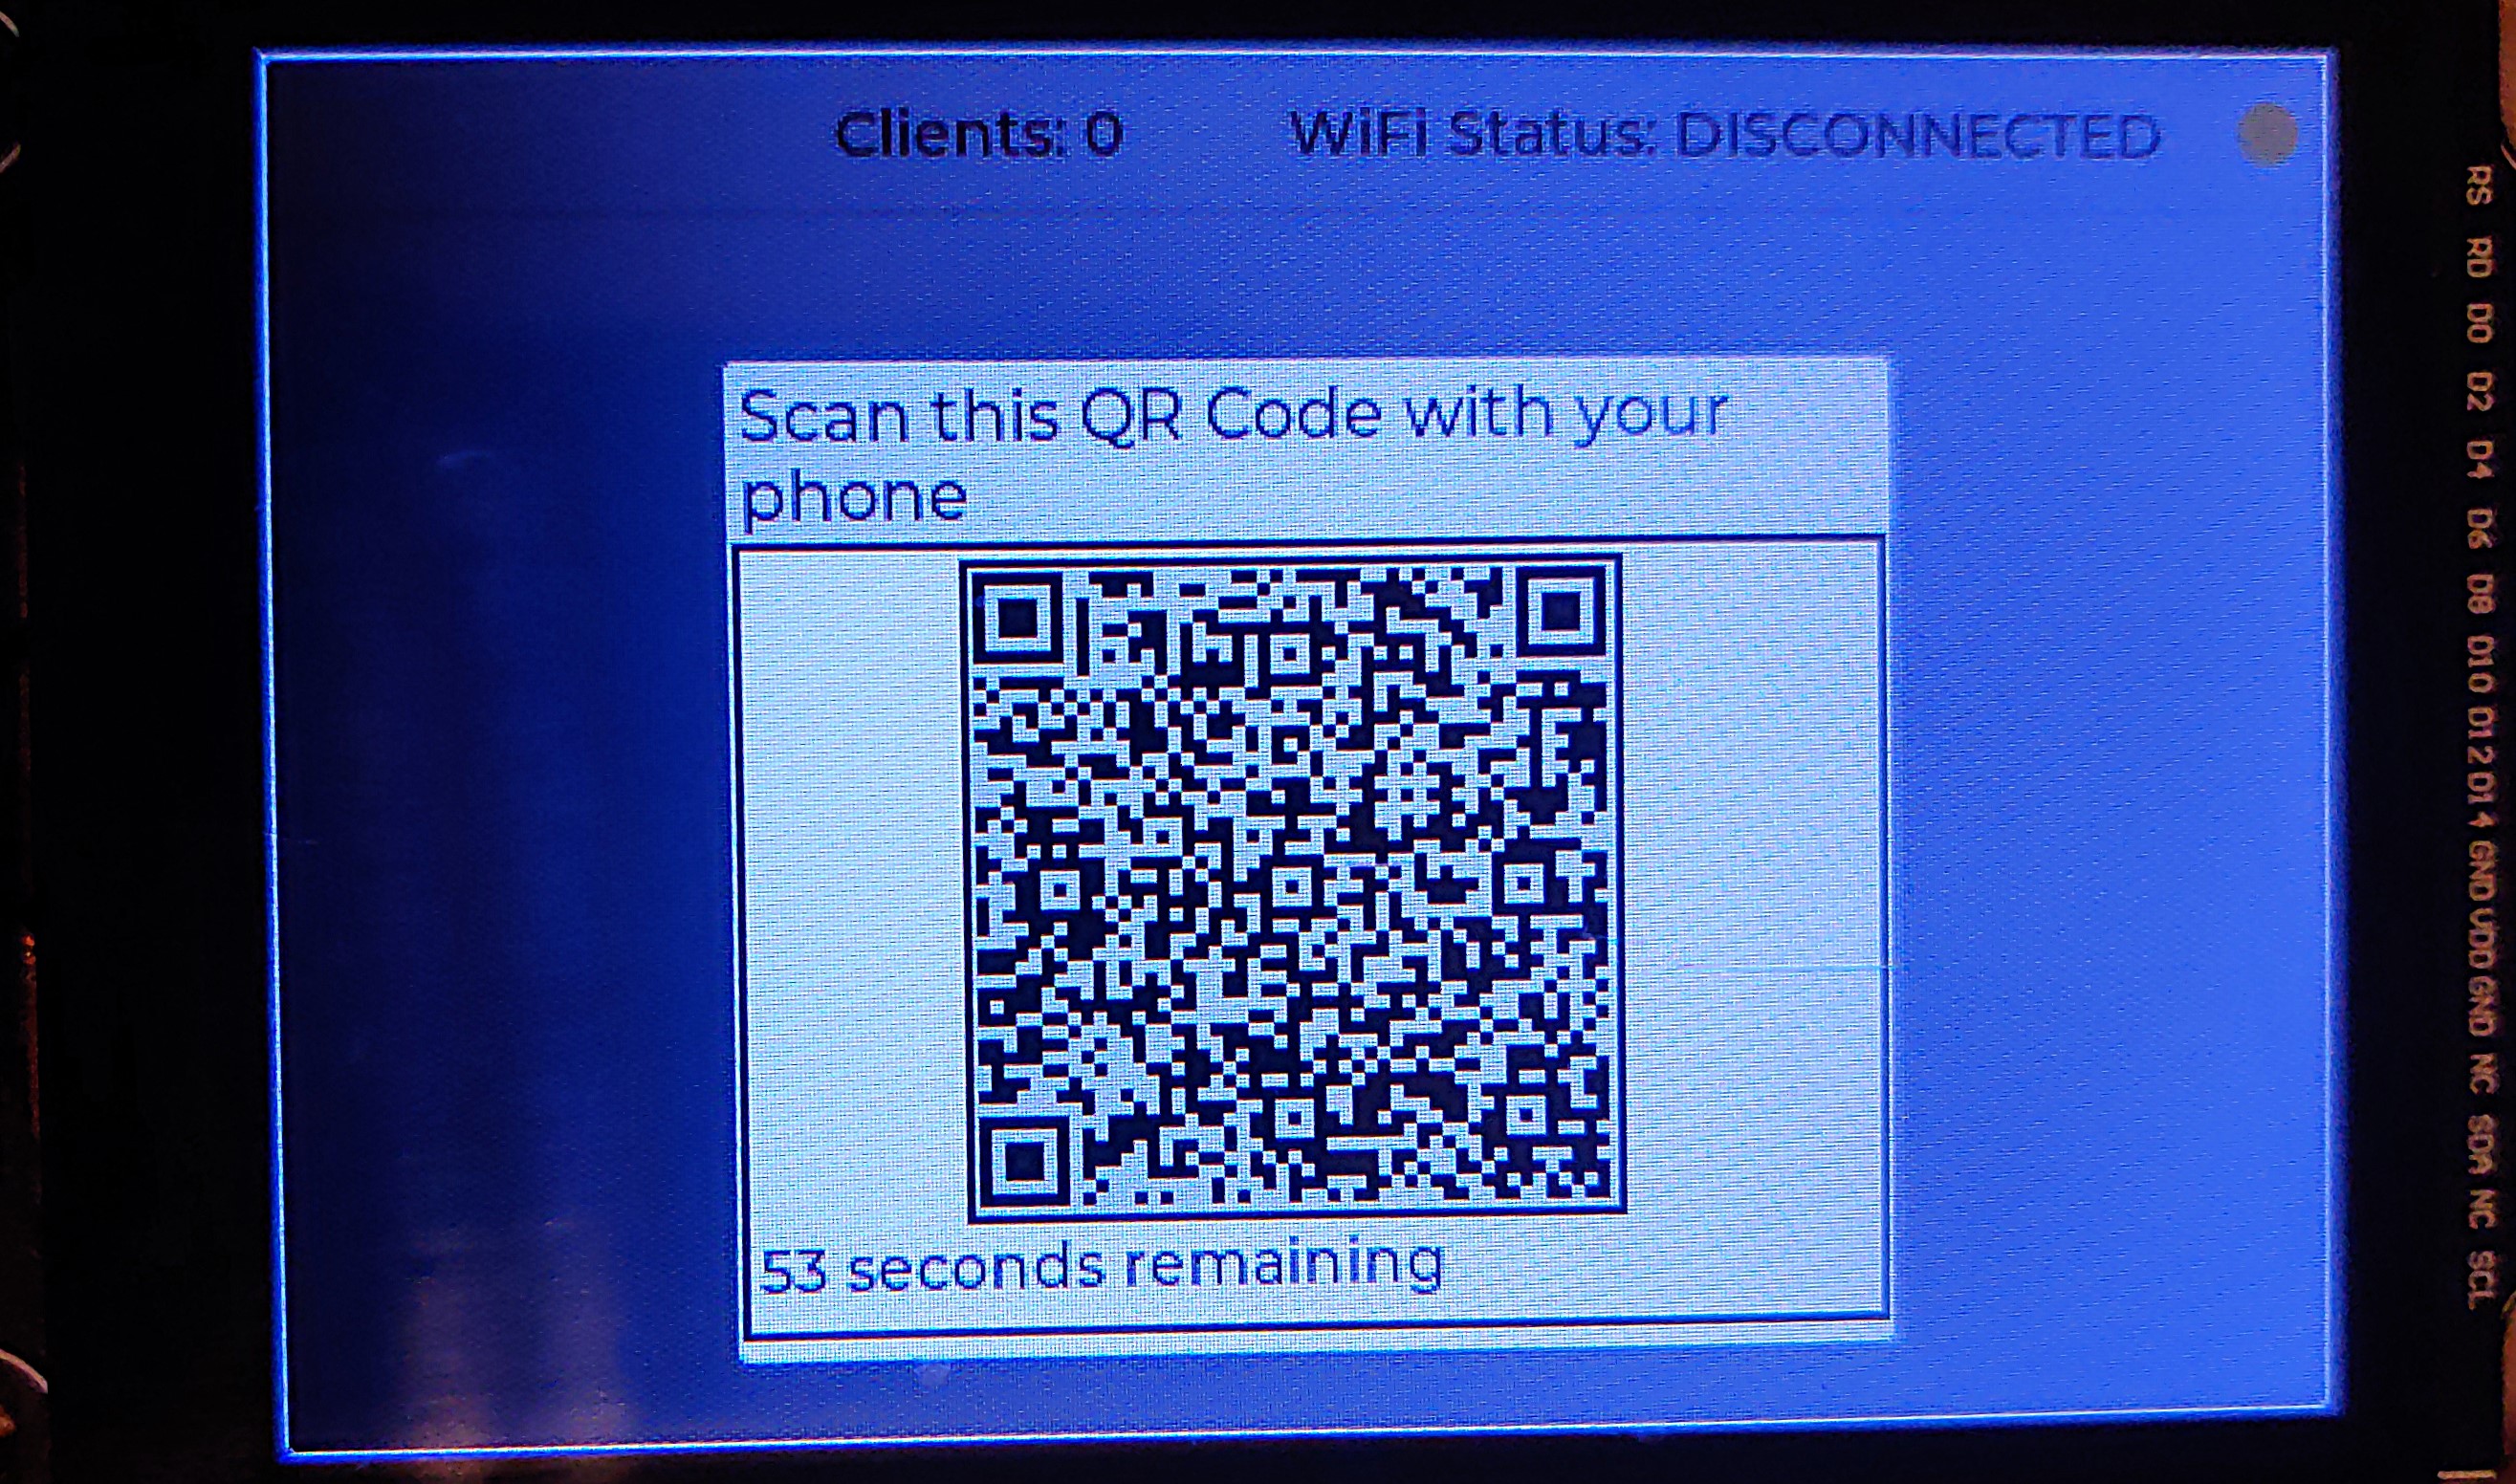 Clients: 0
WiFi Status: DISCONNECTED
Scan this QR Code with your
phone
53 seconds remaining
RS RD D0 D2 D4 D6 D8 D10 D12 D14 GND VDD GND NC SDA NC SCL